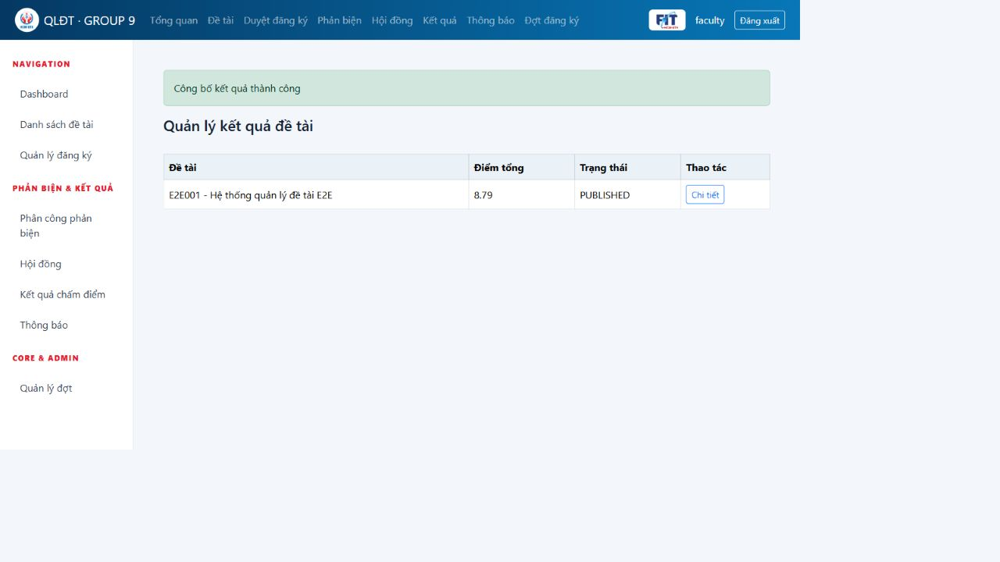 QLĐT · GROUP 9 Tổng quan Đề tài Duyệt đăng ký Phản biện Hội đồng Kết quả Thông báo Đợt đăng ký FIT faculty Đăng xuất
NAVIGATION
Dashboard
Danh sách đề tài
Quản lý đăng ký
PHẢN BIỆN & KẾT QUẢ
Phân công phản
biện
Hội đồng
Kết quả chấm điểm
Thông báo
CORE & ADMIN
Quản lý đợt
Công bố kết quả thành công
Quản lý kết quả đề tài
Đề tài Điểm tổng Trạng thái Thao tác
E2E001 - Hệ thống quản lý đề tài E2E 8.79 PUBLISHED Chi tiết